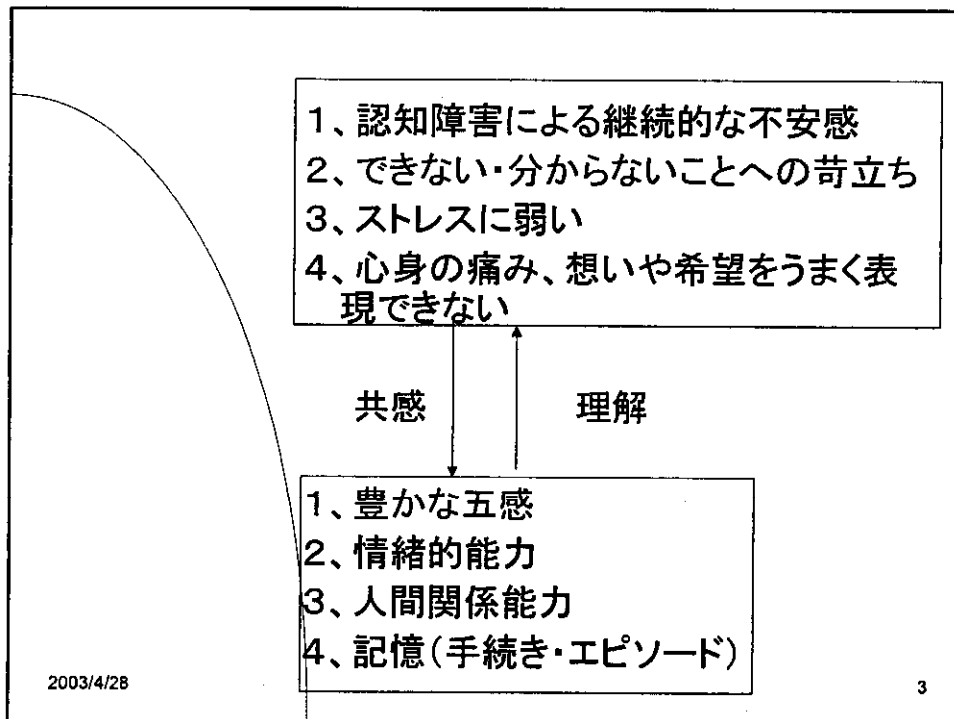 1、認知障害による継続的な不安感
2、できない・分からないことへの苛立ち
3、ストレスに弱い
4、心身の痛み、想いや希望をうまく表
現できない
共感 理解
1、豊かな五感
2、情緒的能力
3、人間関係能力
4、記憶(手続き・エピソード)
2003/4/28 3